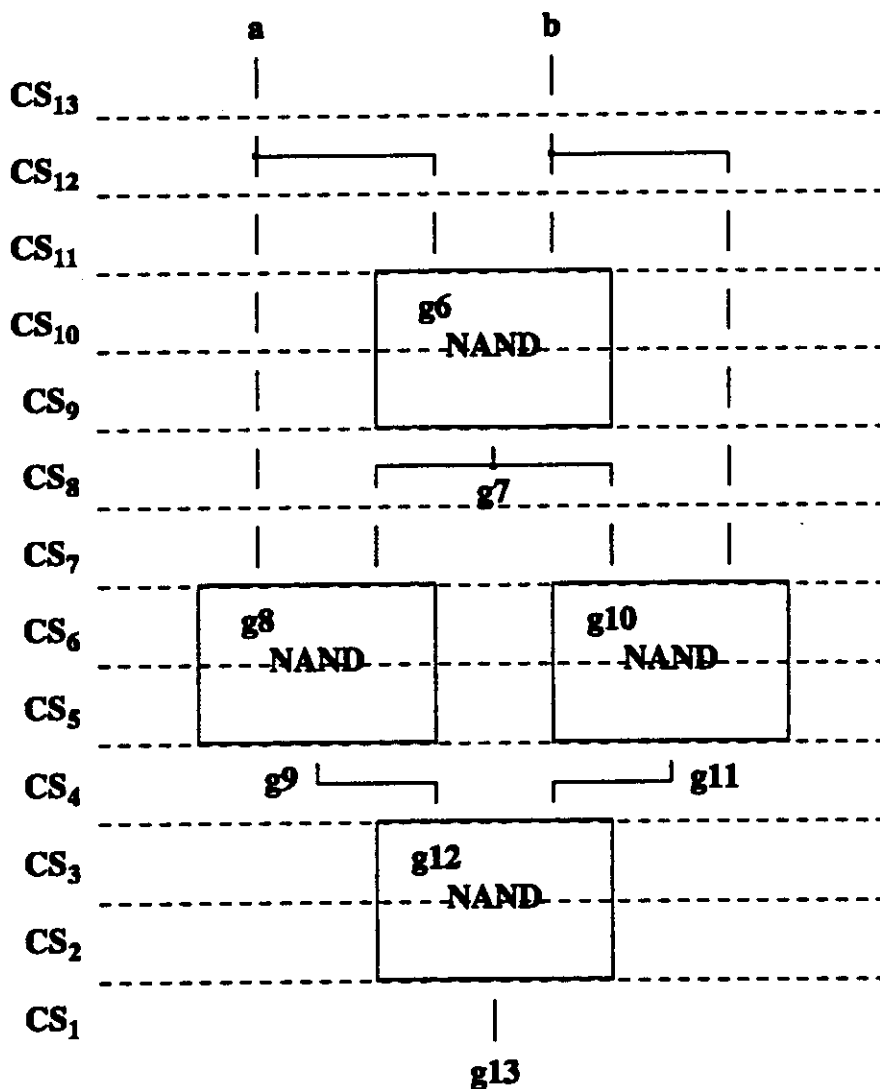 a b
CS13
CS12
CS11
g6
CS10
NAND
CS9
CS8
g7
CS7
g8 g10
CS6
NAND NAND
CS5
g9 g11
CS4
g12
CS3
NAND
CS2
CS1
g13